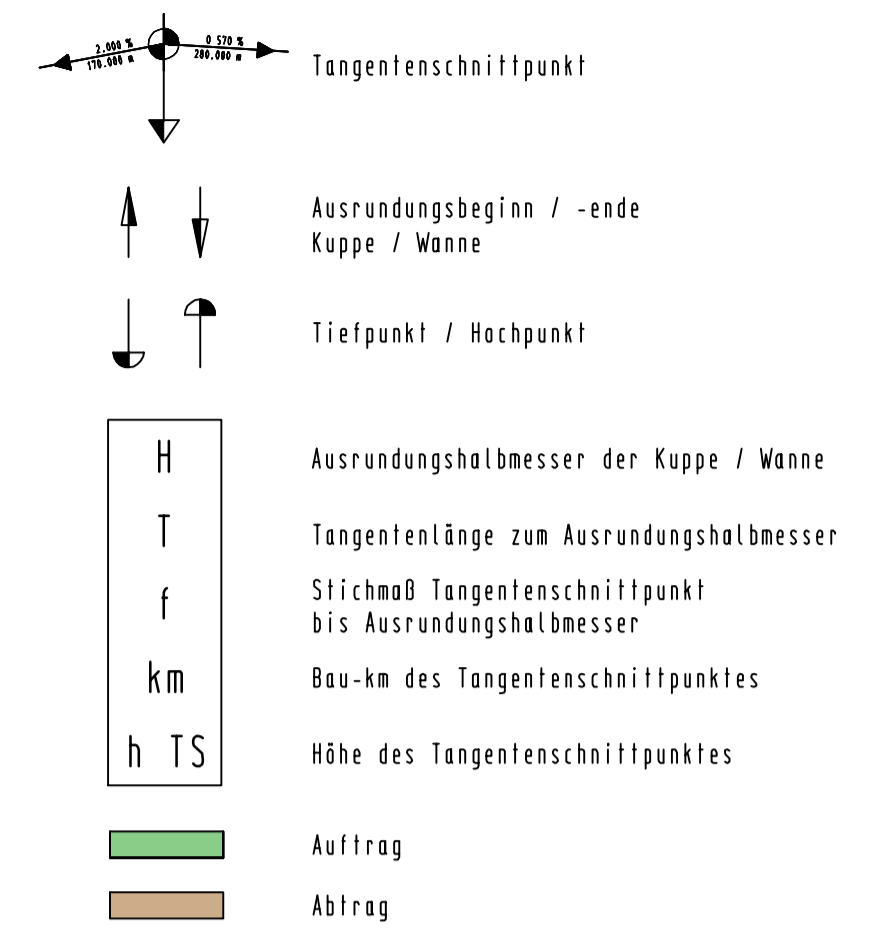 2.000 % 0 570 %
170.000 m 280.000 m
Tangentenschnittpunkt
Ausrundungsbeginn / -ende
Kuppe / Wanne
Tiefpunkt / Hochpunkt
H Ausrundungshalbmesser der Kuppe / Wanne
T Tangentenlänge zum Ausrundungshalbmesser
f Stichmaß Tangentenschnittpunkt
bis Ausrundungshalbmesser
km Bau-km des Tangentenschnittpunktes
h TS Höhe des Tangentenschnittpunktes
Auftrag
Abtrag